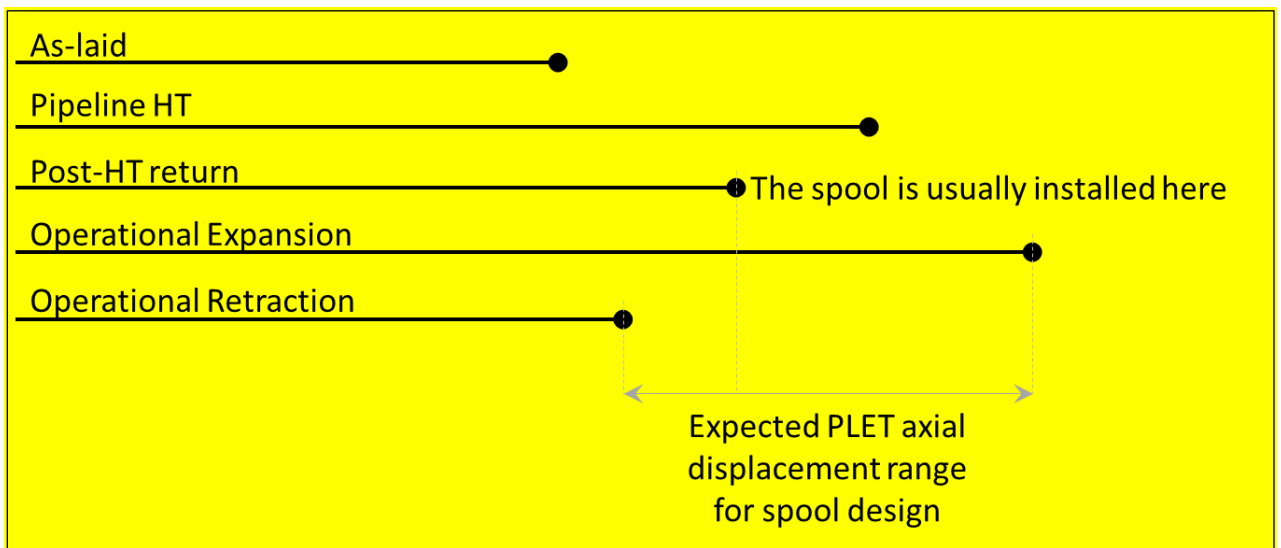 As-laid
Pipeline HT
Post-HT return
The spool is usually installed here
Operational Expansion
Operational Retraction
Expected PLET axial
displacement range
for spool design